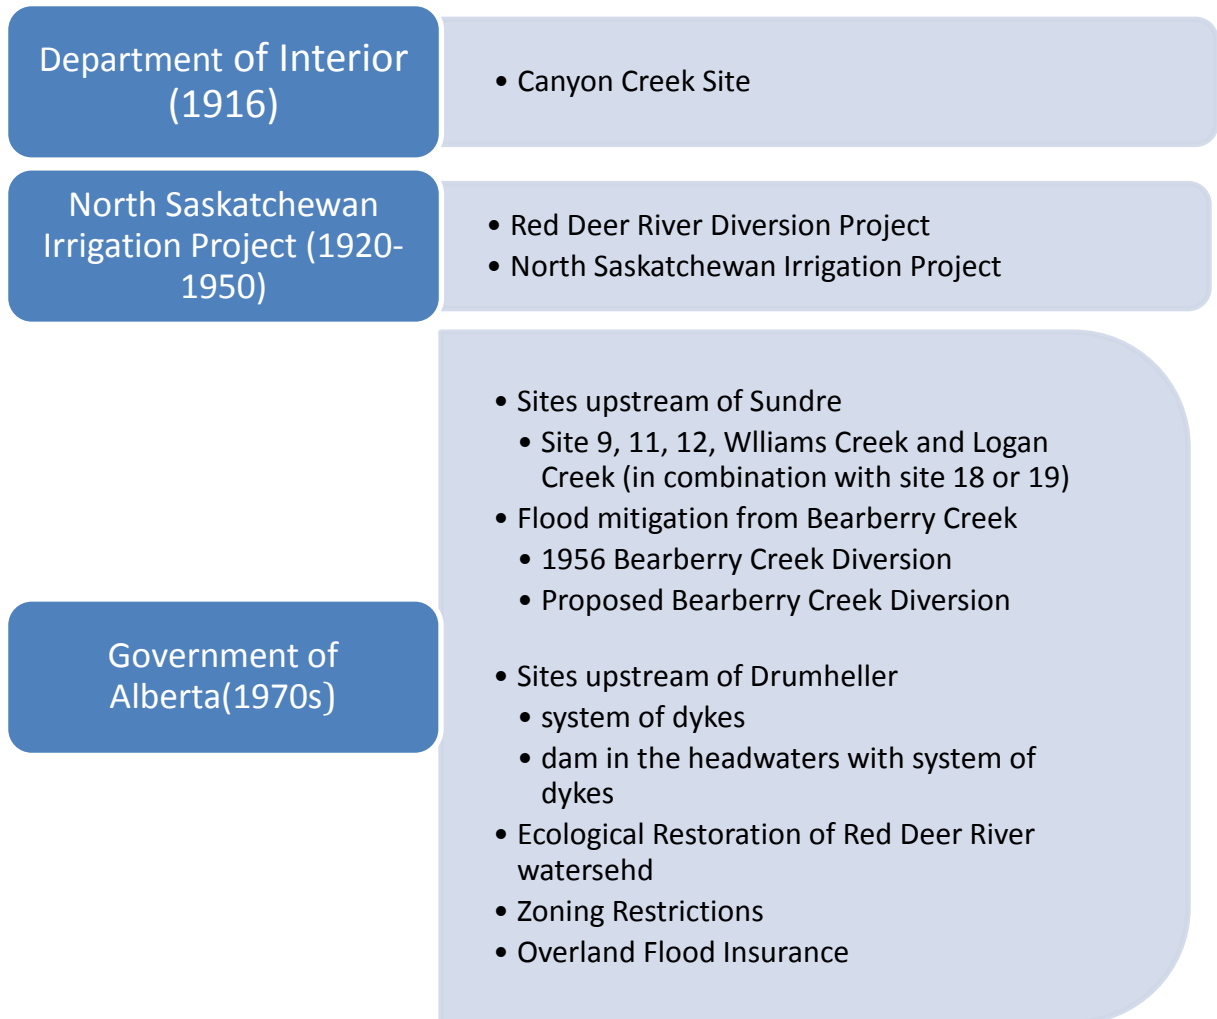 Department of Interior
(1916)
• Canyon Creek Site
North Saskatchewan
Irrigation Project (1920-
1950)
• Red Deer River Diversion Project
• North Saskatchewan Irrigation Project
Government of
Alberta(1970s)
• Sites upstream of Sundre
• Site 9, 11, 12, Wlliams Creek and Logan
Creek (in combination with site 18 or 19)
• Flood mitigation from Bearberry Creek
• 1956 Bearberry Creek Diversion
• Proposed Bearberry Creek Diversion
• Sites upstream of Drumheller
• system of dykes
• dam in the headwaters with system of
dykes
• Ecological Restoration of Red Deer River
watersehd
• Zoning Restrictions
• Overland Flood Insurance